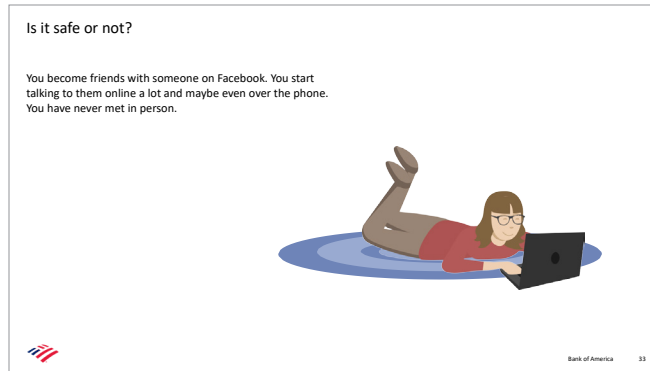 Is it safe or not?
You become friends with someone on Facebook. You start
talking to them online a lot and maybe even over the phone.
You have never met in person.
Bank of America 33